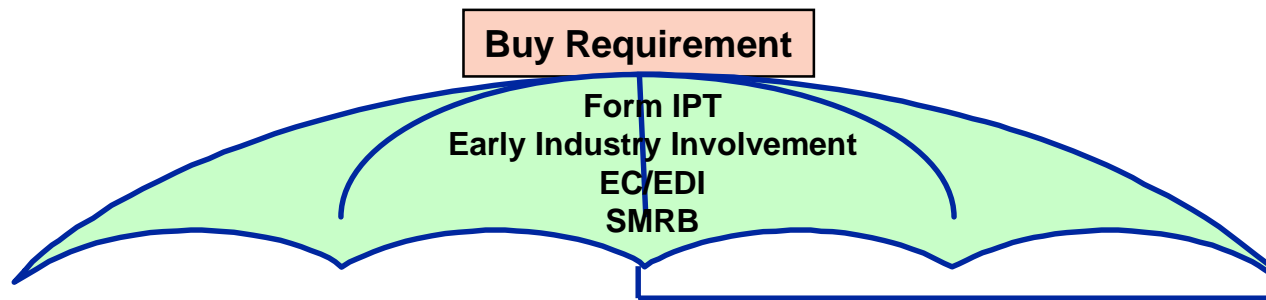 Buy Requirement
Form IPT
Early Industry Involvement
EC/EDI
SMRB